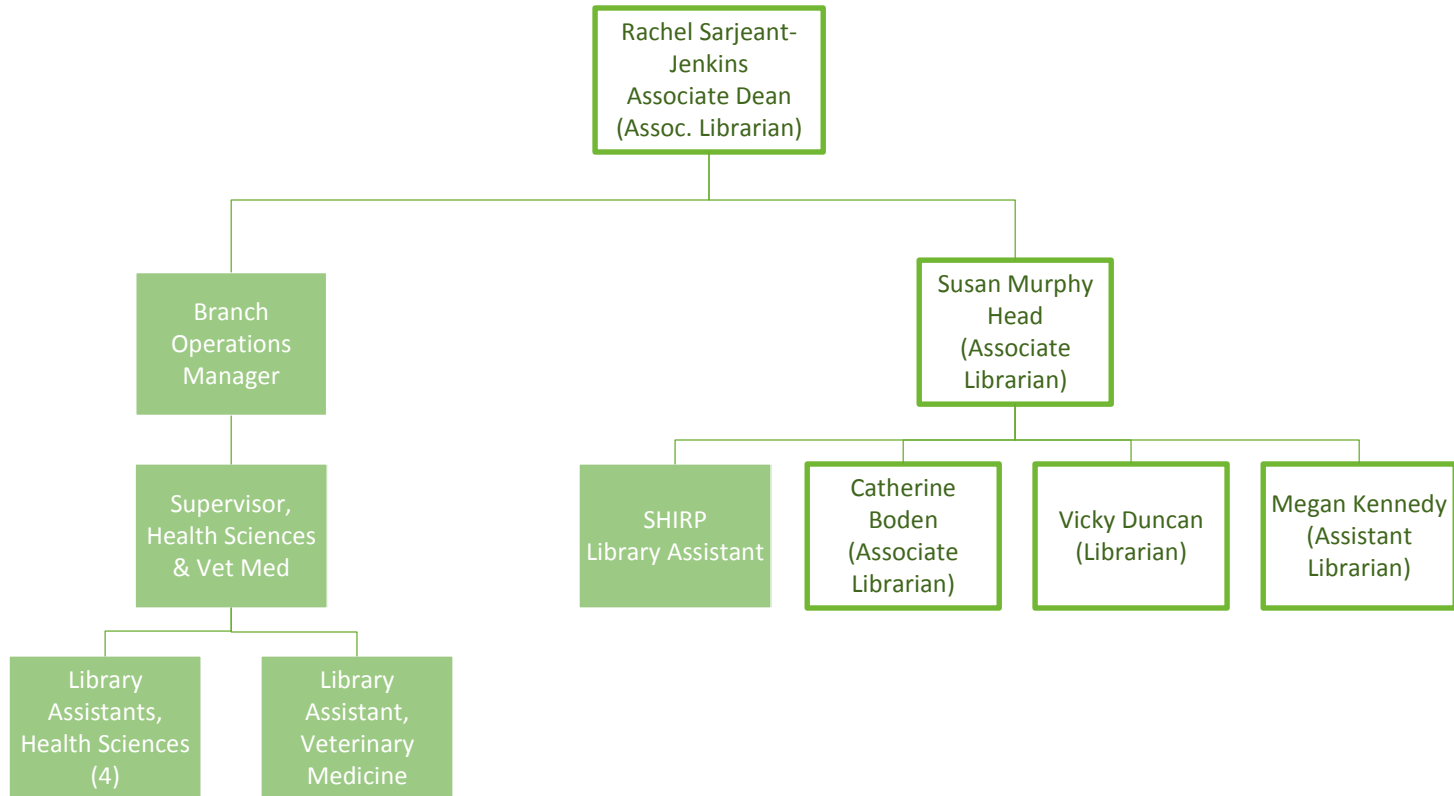 Rachel Sarjeant-
Jenkins
Associate Dean
(Assoc. Librarian)
Branch
Operations
Manager
Susan Murphy
Head
(Associate
Librarian)
Supervisor,
Health Sciences
& Vet Med
SHIRP
Library Assistant
Catherine
Boden
(Associate
Librarian)
Vicky Duncan
(Librarian)
Megan Kennedy
(Assistant
Librarian)
Library
Assistants,
Health Sciences
(4)
Library
Assistant,
Veterinary
Medicine